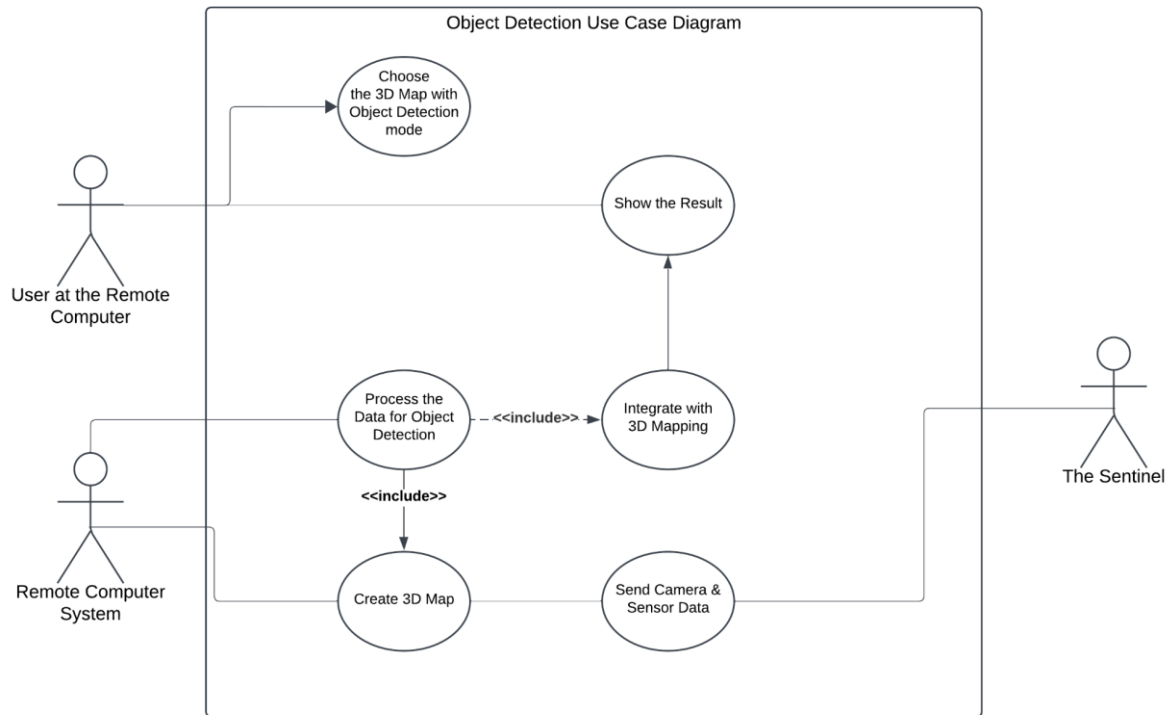 Object Detection Use Case Diagram
Choose
the 3D Map with
Object Detection
mode
Show the Result
User at the Remote
Computer
Process the
Data for Object
Detection
<<include>>
Integrate with
3D Mapping
The Sentinel
<<include>>
Remote Computer
System
Create 3D Map
Send Camera &
Sensor Data